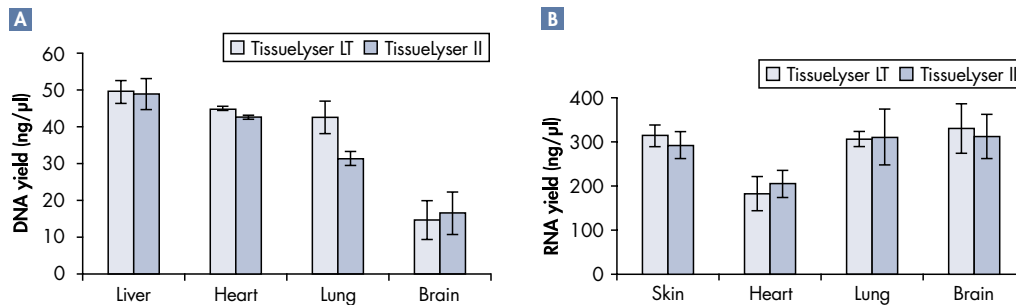 A
TissueLyser LT TissueLyser II
DNA yield (ng/µl)
60
50
40
30
20
10
0
Liver Heart Lung Brain
B
TissueLyser LT TissueLyser II
RNA yield (ng/µl)
400
300
200
100
0
Skin Heart Lung Brain